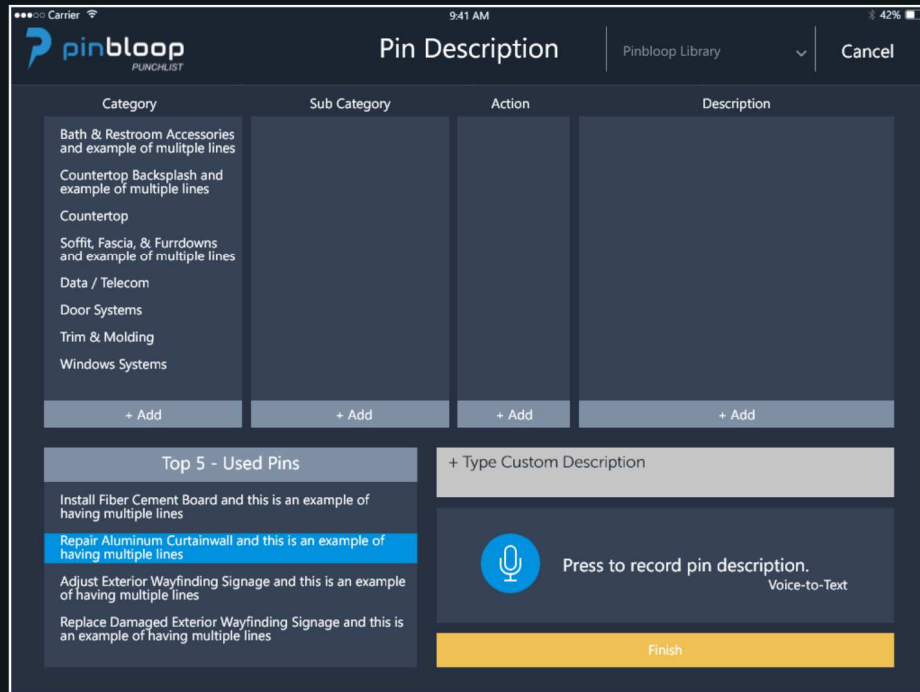 Carrier 9:41 AM 42%
pinbloop
PUNCHLIST
Pin Description
Pinbloop Library
Cancel
Category Sub Category Action Description
Bath & Restroom Accessories
and example of mulitple lines
Countertop Backsplash and
example of multiple lines
Countertop
Soffit, Fascia, & Furrdowns
and example of multiple lines
Data / Telecom
Door Systems
Trim & Molding
Windows Systems
+ Add + Add + Add + Add
Top 5 - Used Pins
Install Fiber Cement Board and this is an example of
having multiple lines
Repair Aluminum Curtainwall and this is an example of
having multiple lines
Adjust Exterior Wayfinding Signage and this is an example
of having multiple lines
Replace Damaged Exterior Wayfinding Signage and this is
an example of having multiple lines
+ Type Custom Description
Press to record pin description.
Voice-to-Text
Finish